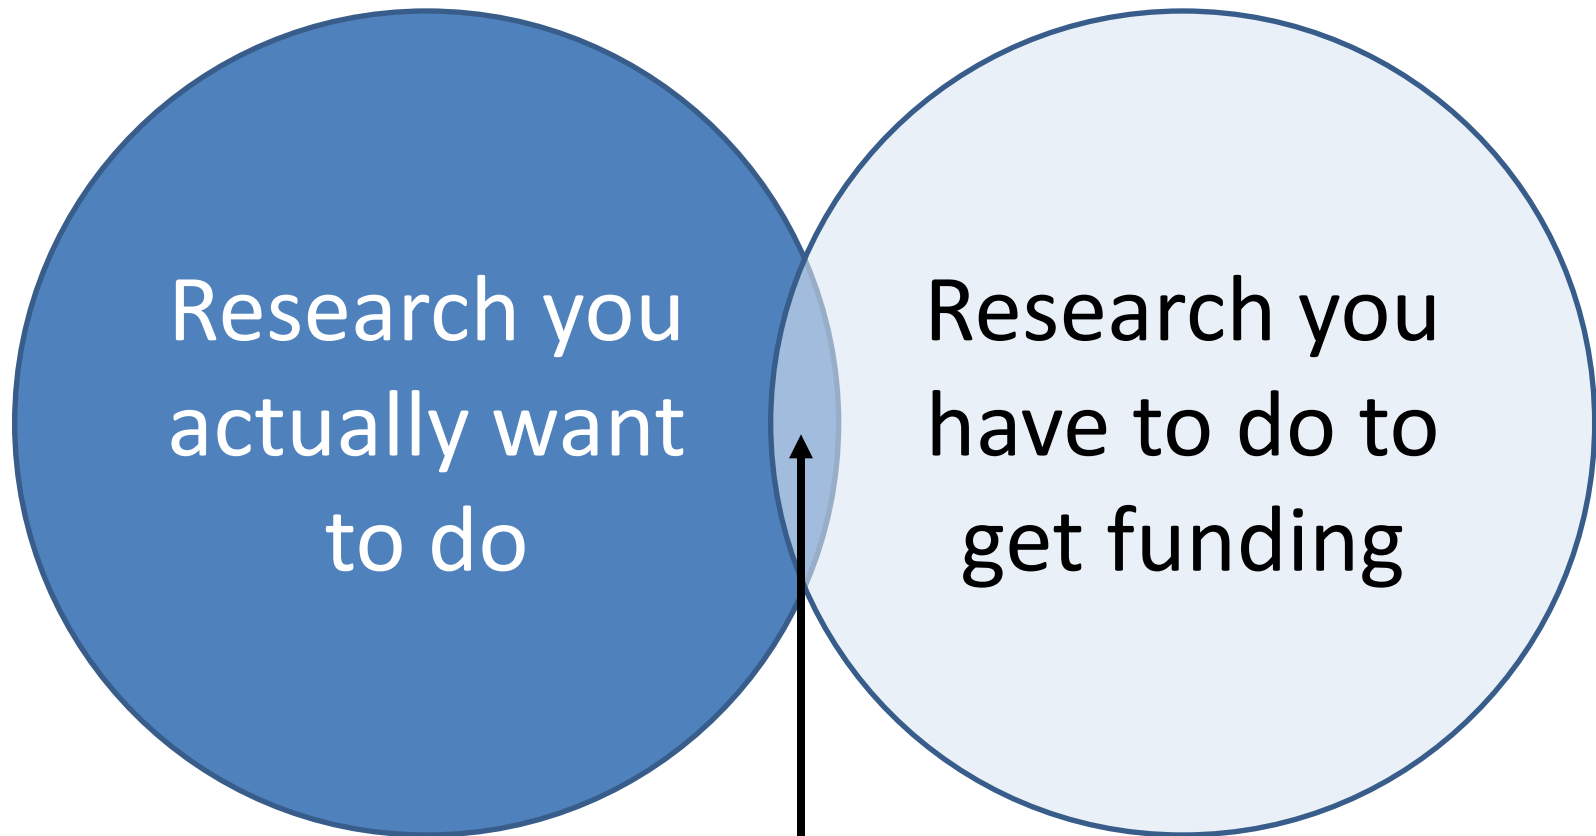 Research you
actually want
to do
Research you
have to do to
get funding